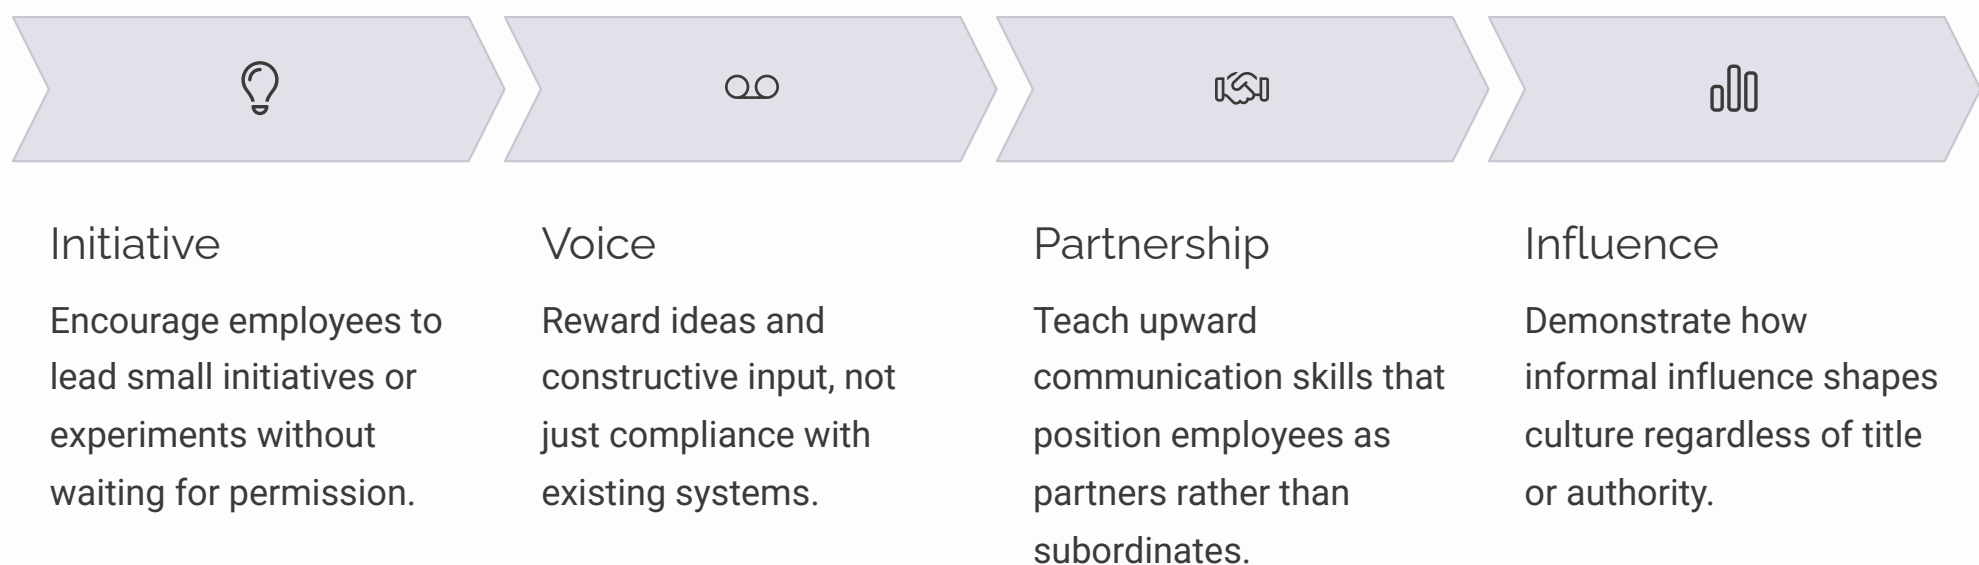 Initiative
Encourage employees to
lead small initiatives or
experiments without
waiting for permission.
Voice
Reward ideas and
constructive input, not
just compliance with
existing systems.
Partnership
Teach upward
communication skills that
position employees as
partners rather than
subordinates.
Influence
Demonstrate how
informal influence shapes
culture regardless of title
or authority.